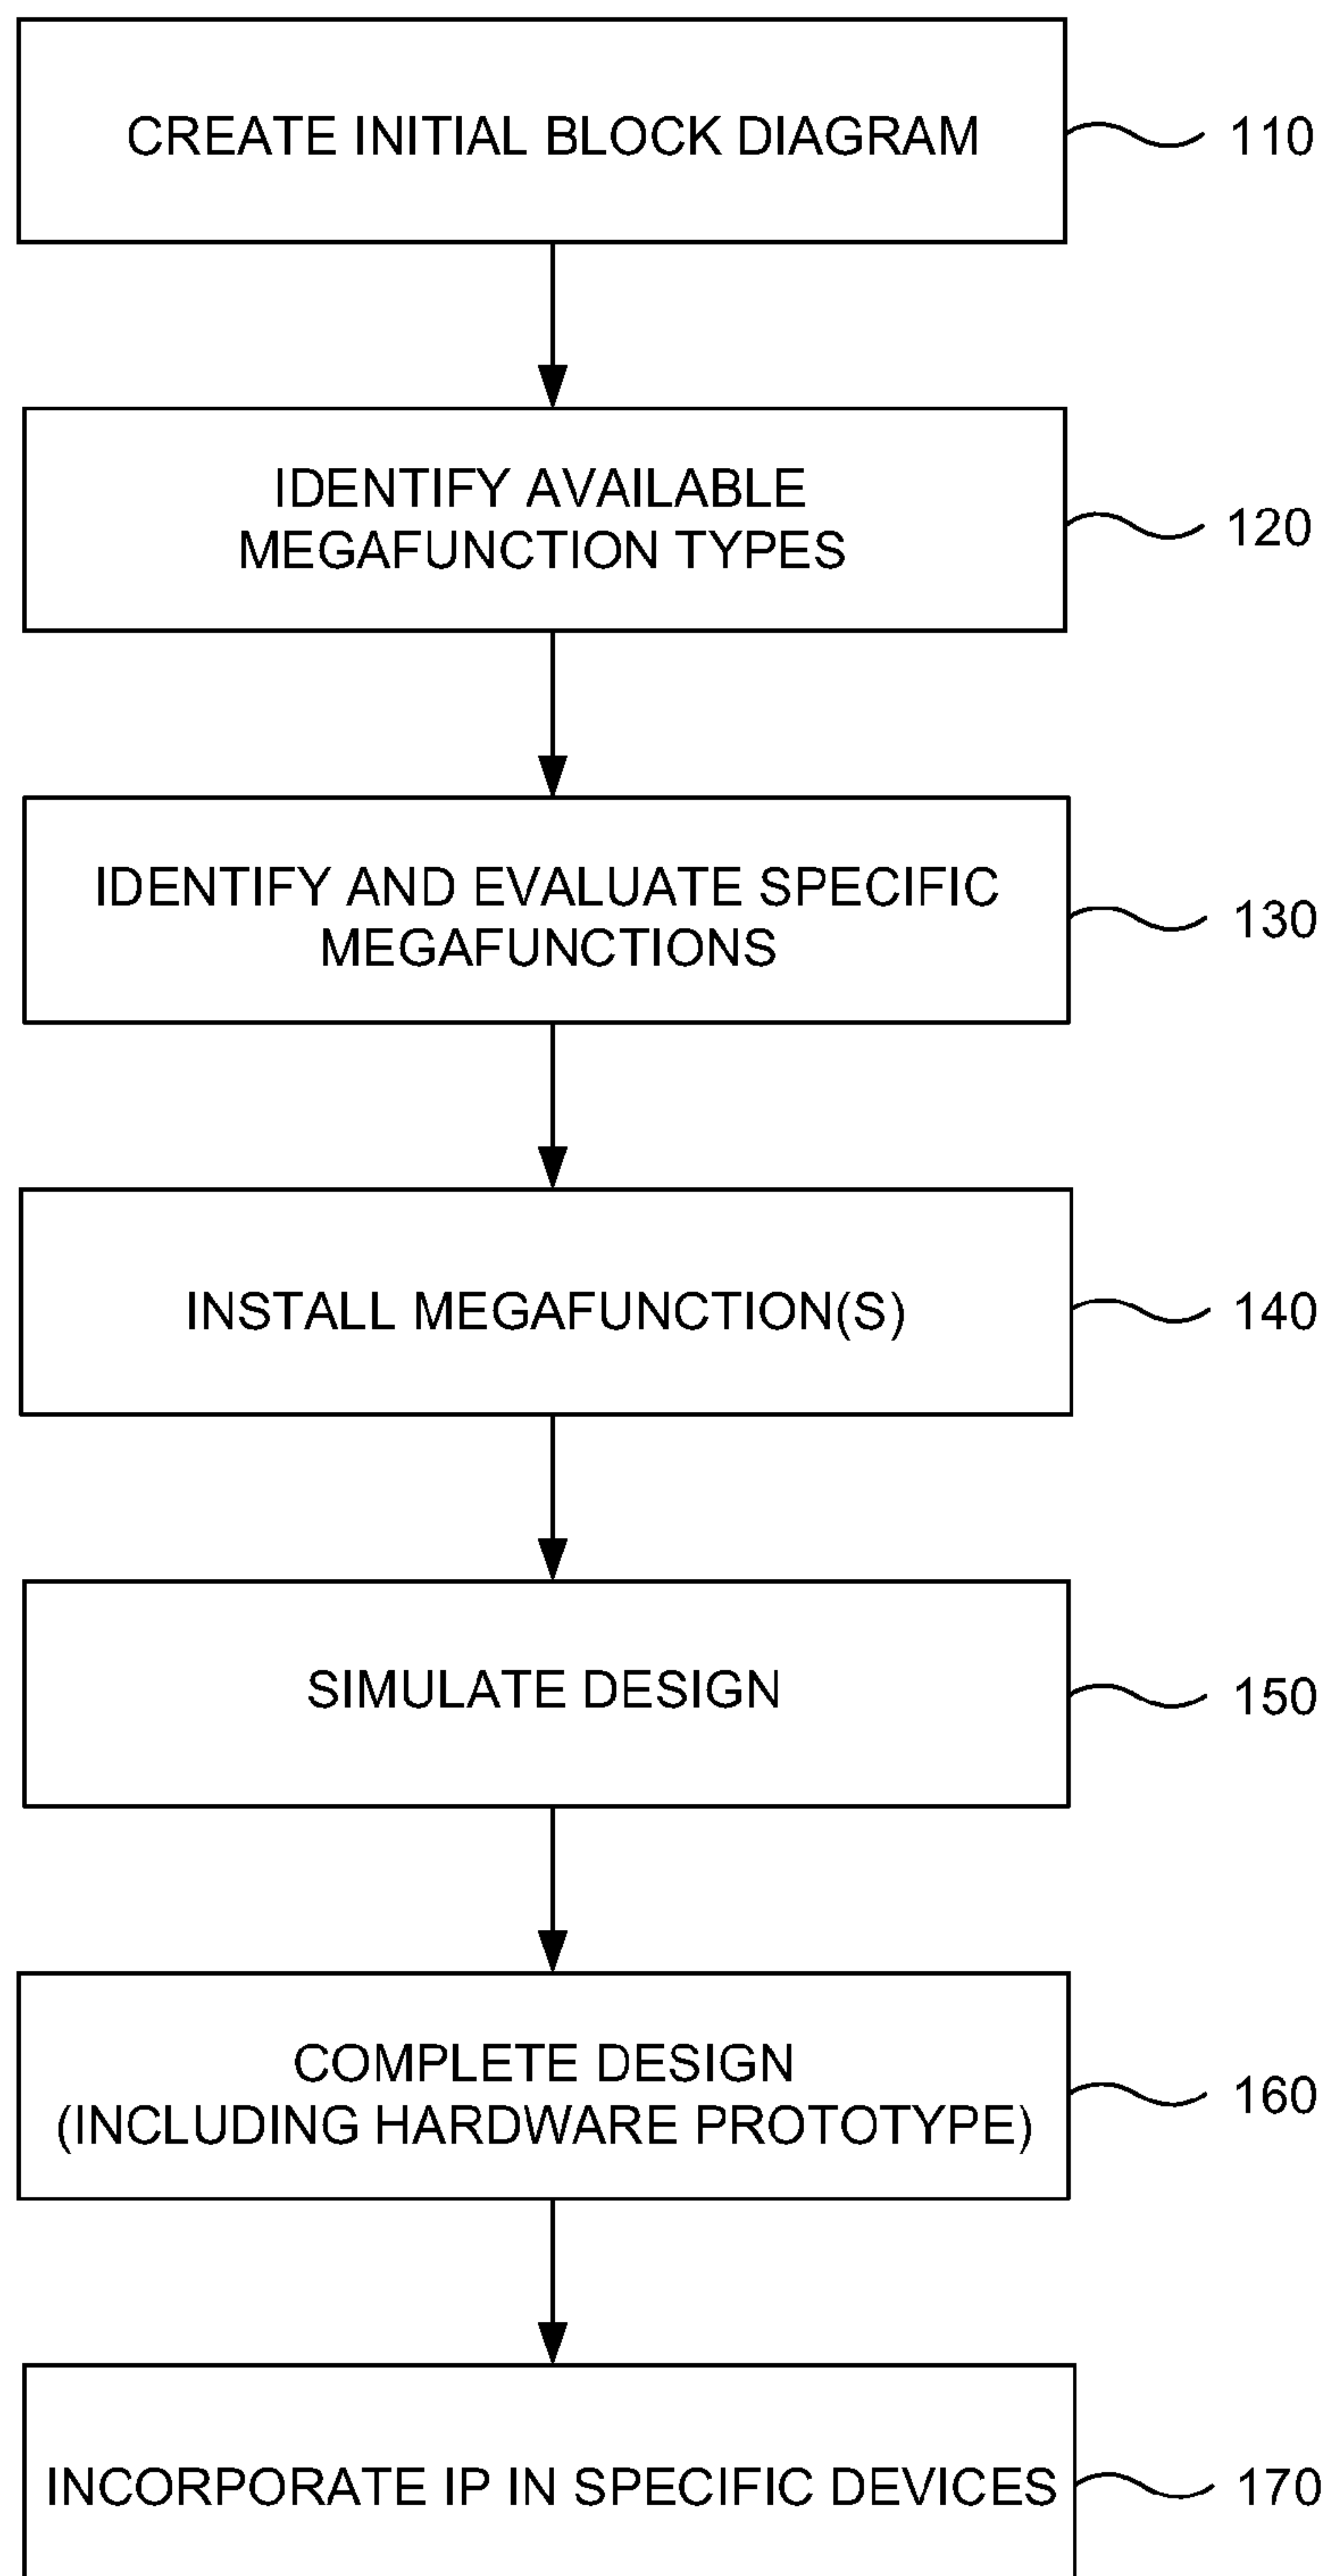 CREATE INITIAL BLOCK DIAGRAM
110
IDENTIFY AVAILABLE
MEGAFUNCTION TYPES
120
IDENTIFY AND EVALUATE SPECIFIC
MEGAFUNCTIONS
130
INSTALL MEGAFUNCTION(S)
140
SIMULATE DESIGN
150
COMPLETE DESIGN
(INCLUDING HARDWARE PROTOTYPE)
160
INCORPORATE IP IN SPECIFIC DEVICES
170